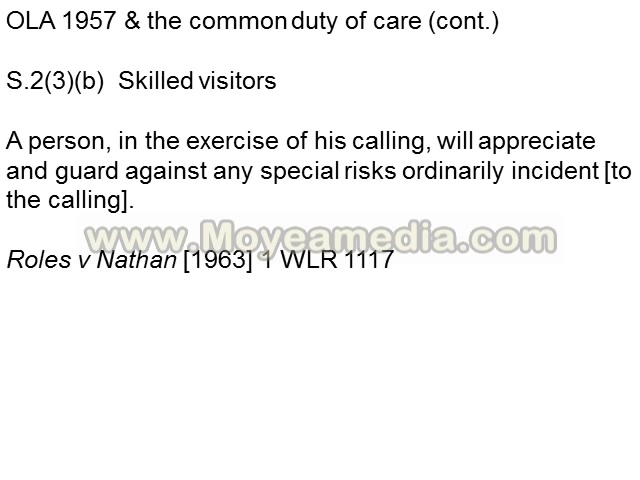 OLA 1957 & the common duty of care (cont.)
S.2(3)(b) Skilled visitors
A person, in the exercise of his calling, will appreciate
and guard against any special risks ordinarily incident [to
the calling].
www.Moyeamedia.com
Roles v Nathan [1963] 1 WLR 1117